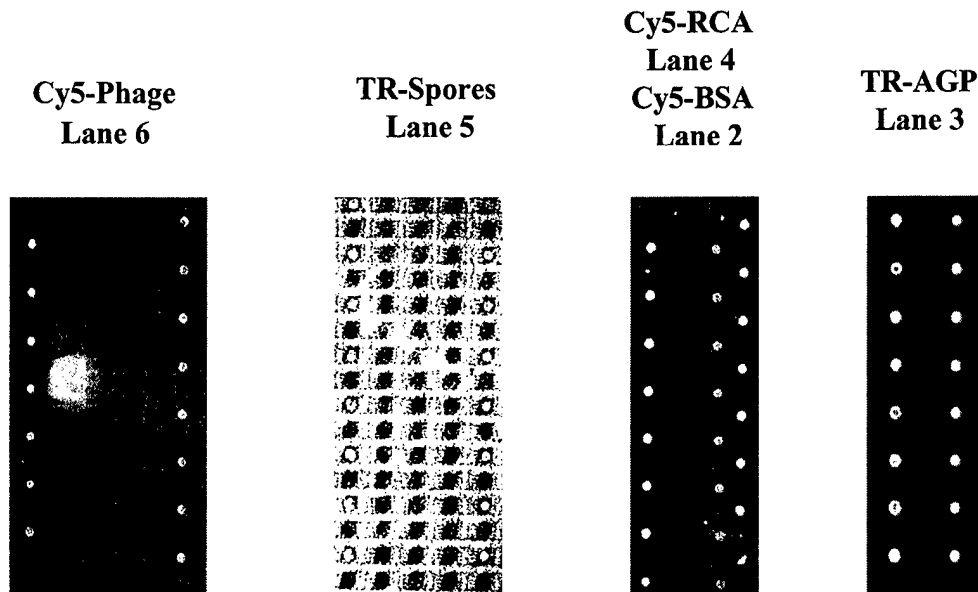 Cy5-Phage
Lane 6
TR-Spores
Lane 5
Cy5-RCA
Lane 4
Cy5-BSA
Lane 2
TR-AGP
Lane 3